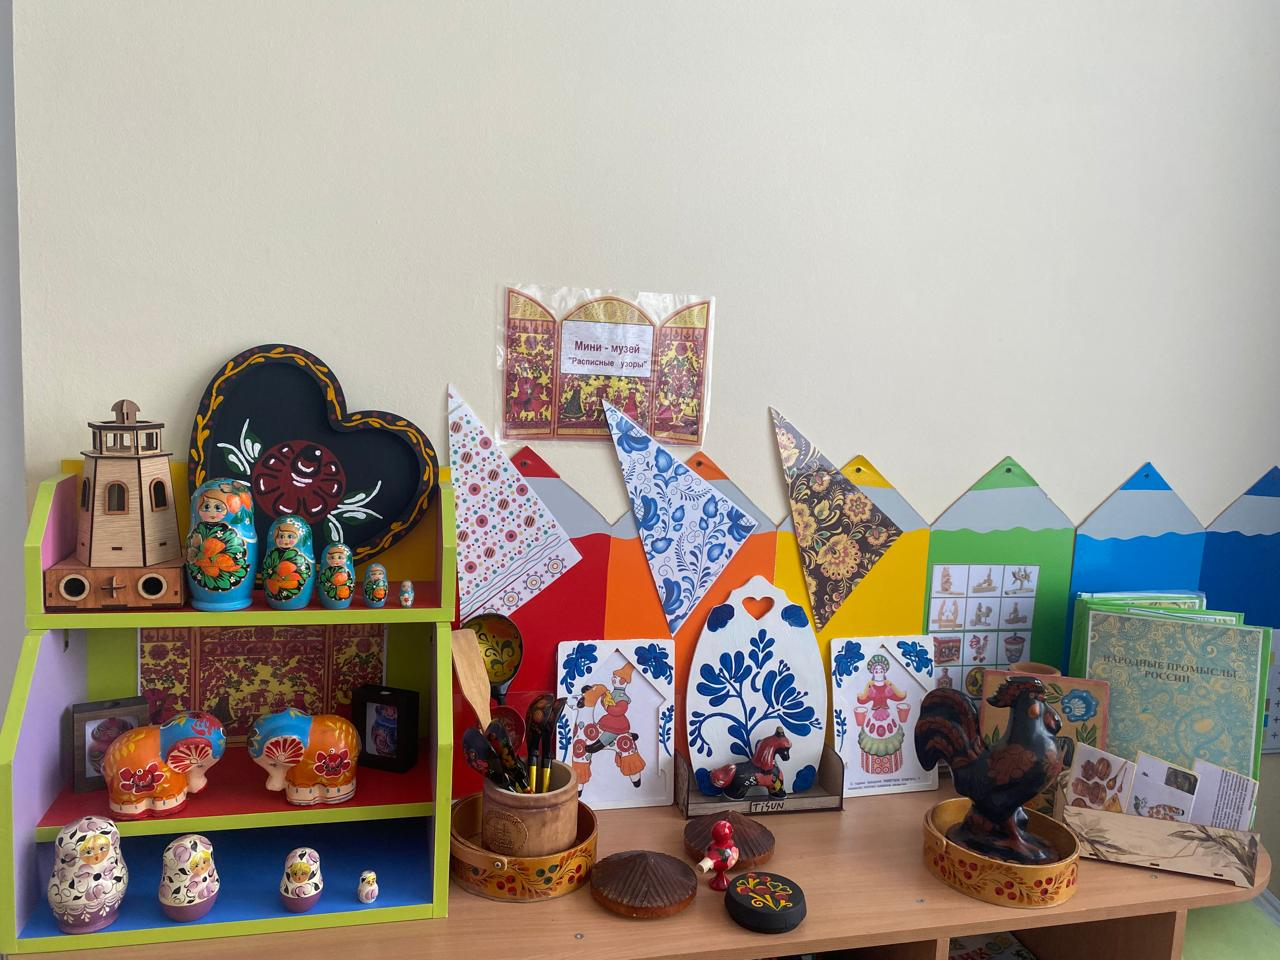 Мини - музей
"Расписные узоры"
НАРОДНЫЕ ПРОМЫСЛЫ
РОССИИ
TiSUN